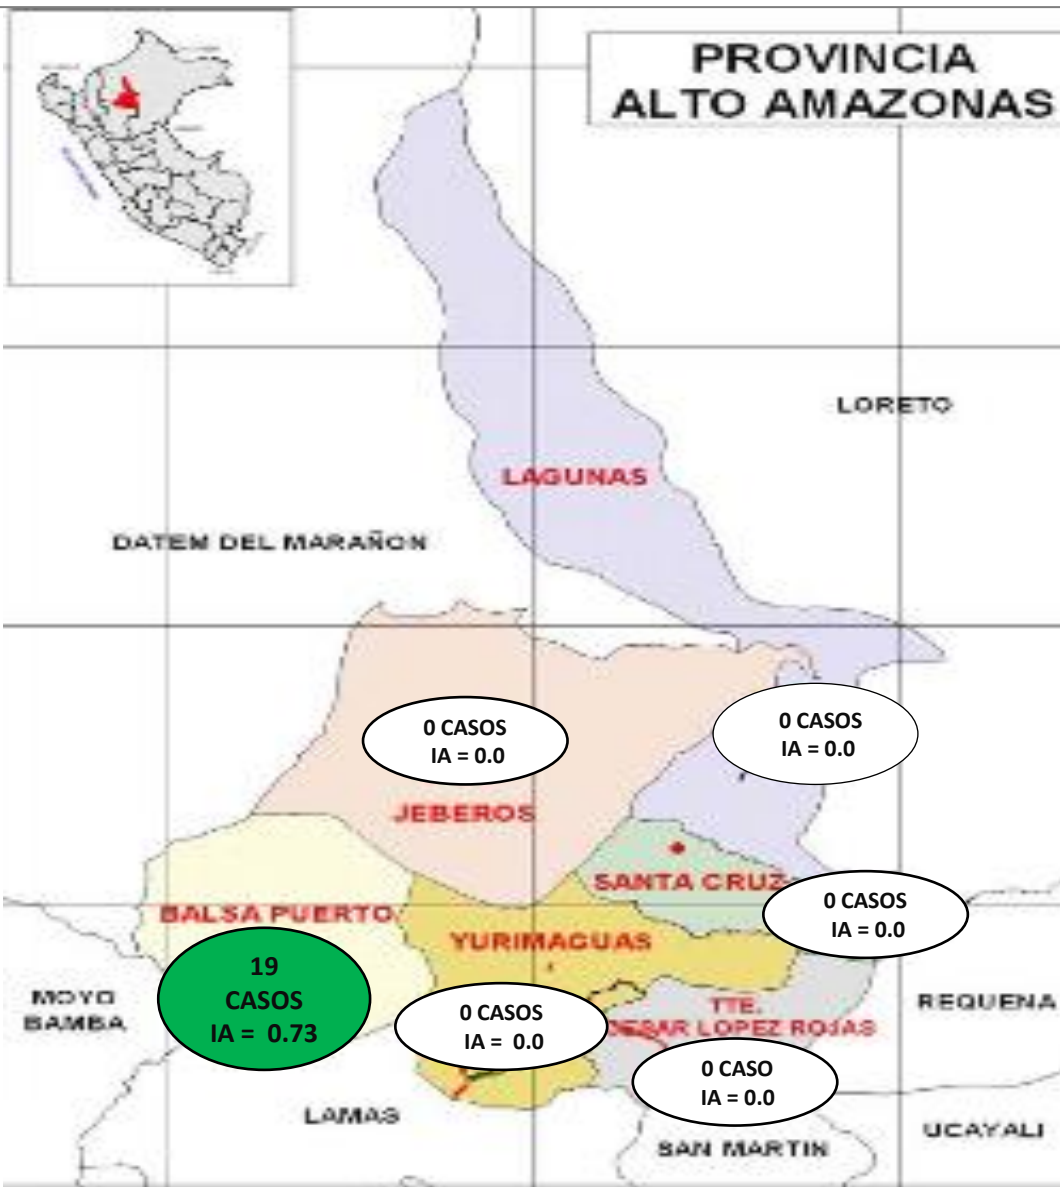 PROVINCIA
ALTO AMAZONAS
LORETO
LAGUNAS
DATEM DEL MARAÑON
0 CASOS
IA = 0.0
0 CASOS
IA = 0.0
JEBEROS
SANTA CRUZ
0 CASOS
IA = 0.0
BALSA PUERTO
YURIMAGUAS
19
CASOS
IA = 0.73
MOYO
BAMBA
0 CASOS
IA = 0.0
TTE.
CESAR LOPEZ ROJAS
REQUENA
0 CASO
IA = 0.0
LAMAS
SAN MARTIN
UCAYALI